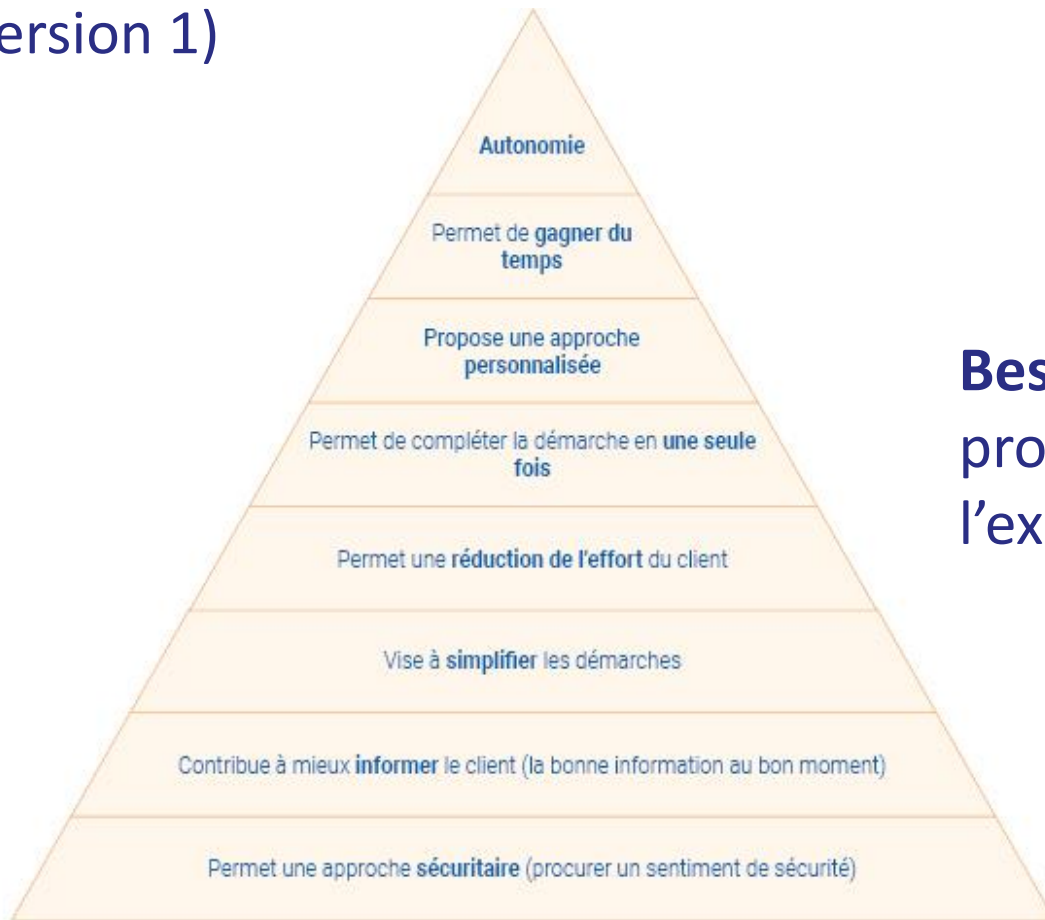 ersion 1)
Autonomie
Permet de gagner du
temps
Propose une approche
personnalisée
Permet de compléter la démarche en une seule
fois
Permet une réduction de l'effort du client
Vise à simplifier les démarches
Contribue à mieux informer le client (la bonne information au bon moment)
Permet une approche sécuritaire (procurer un sentiment de sécurité)
Bes
pro
l’ex